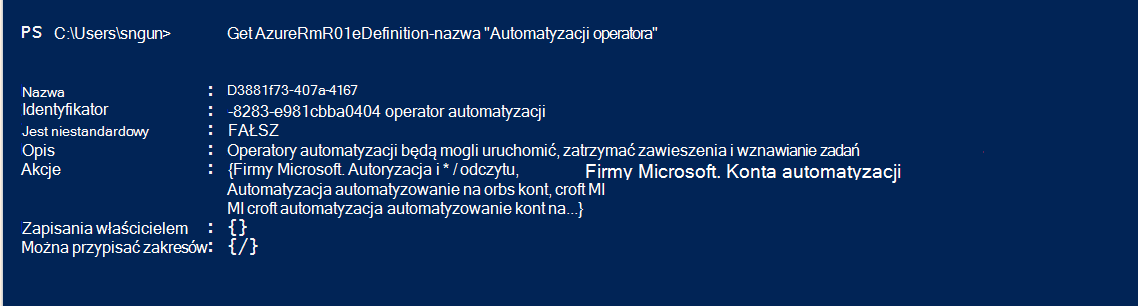 PS C:\Users\sngun> Get AzureRmR01eDefinition-nazwa "Automatyzacji operatora"
Nazwa : D3881f73-407a-4167
Identyfikator : -8283-e981cbba0404 operator automatyzacji
Jest niestandardowy : FAŁSZ
Opis : Operatory automatyzacji będą mogli uruchomić, zatrzymać zawieszenia i wznawianie zadań
Akcje : {Firmy Microsoft. Autoryzacja i * / odczytu, Firmy Microsoft. Konta automatyzacji
Automatyzacja automatyzowanie na orbs kont, croft MI
MI croft automatyzacja automatyzowanie kont na...}
Zapisania właścicielem : {}
Można przypisać zakresów: {/}